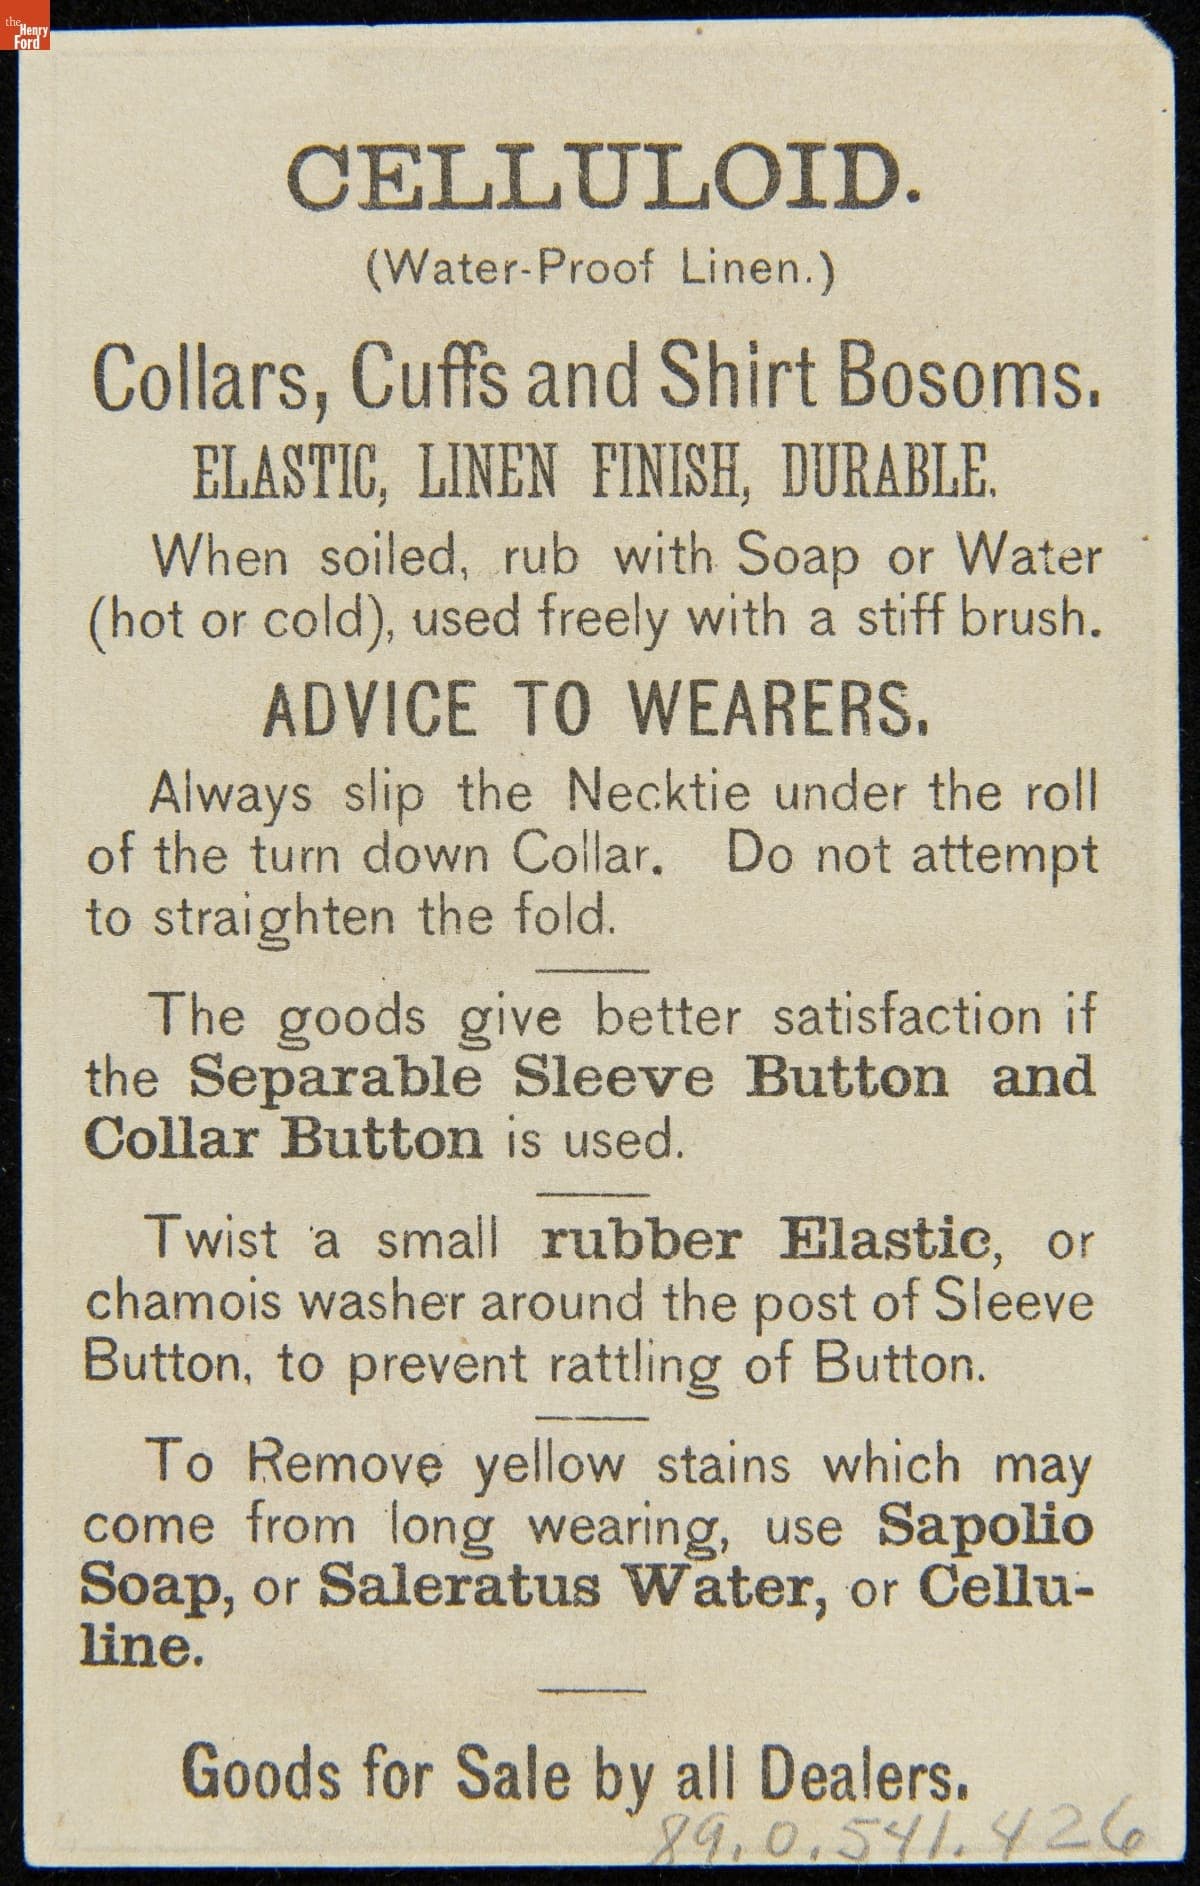 the
Henry
Ford
CELLULOID.
(Water-Proof Linen.)
Collars, Cuffs and Shirt Bosoms.
ELASTIC, LINEN FINISH, DURABLE.
When soiled, rub with Soap or Water
(hot or cold), used freely with a stiff brush.
ADVICE TO WEARERS.
Always slip the Necktie under the roll
of the turn down Collar. Do not attempt
to straighten the fold.
The goods give better satisfaction if
the Separable Sleeve Button and
Collar Button is used.
Twist a small rubber Elastic, or
chamois washer around the post of Sleeve
Button, to prevent rattling of Button.
To Remove yellow stains which may
come from long wearing, use Sapolio
Soap, or Saleratus Water, or Cellu-
line.
Goods for Sale by all Dealers.
89.0.541.426